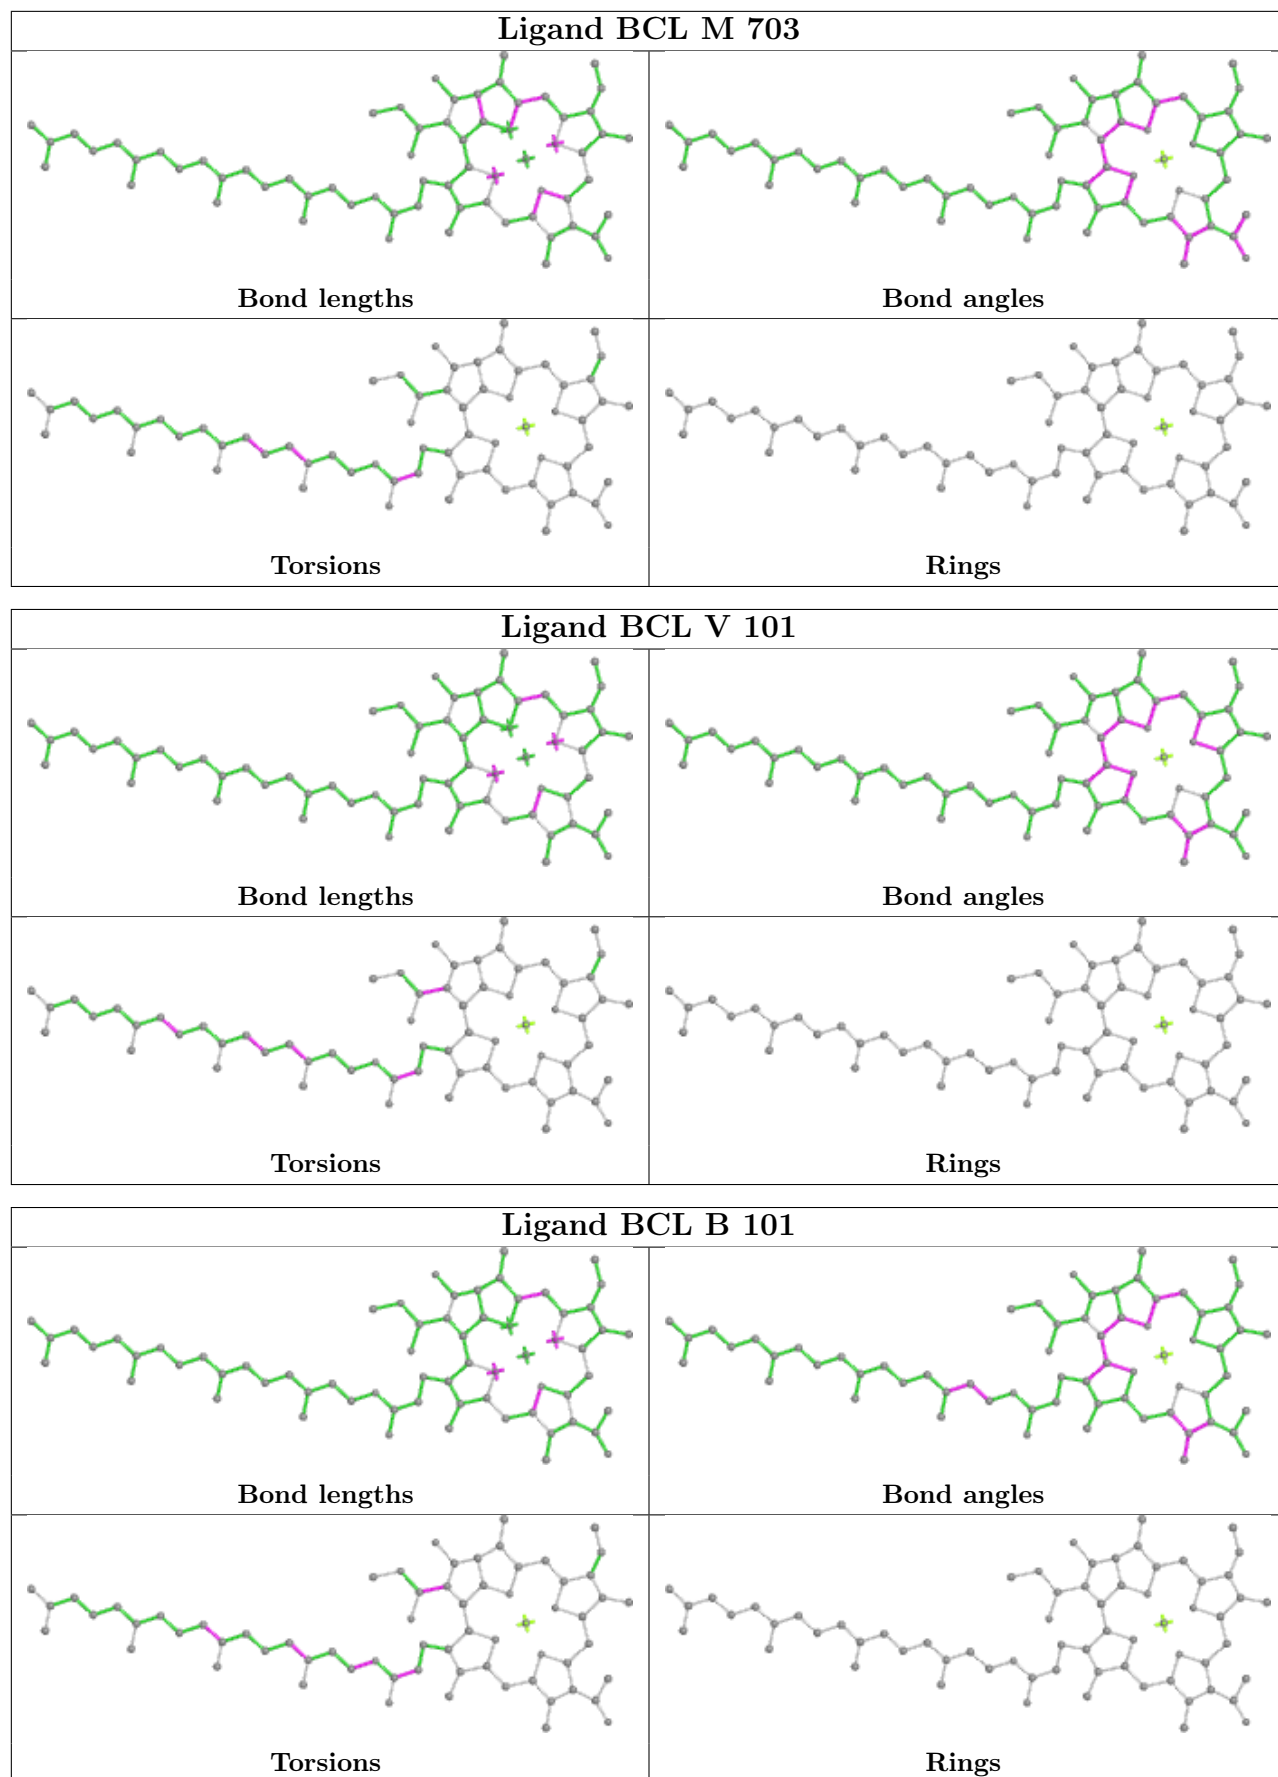 Ligand BCL M 703
Bond lengths
Bond angles
Torsions
Rings
Ligand BCL V 101
Bond lengths
Bond angles
Torsions
Rings
Ligand BCL B 101
Bond lengths
Bond angles
Torsions
Rings